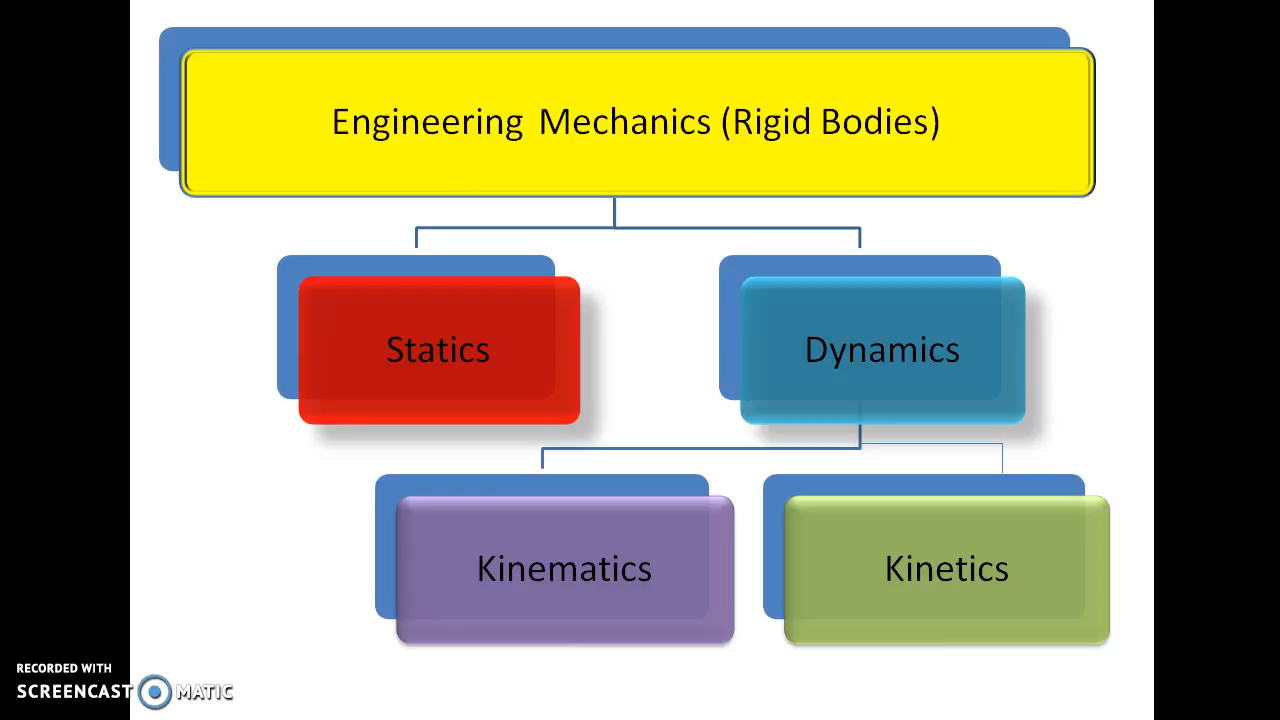 Engineering Mechanics (Rigid Bodies)
Statics
Dynamics
Kinematics
Kinetics
RECORDED WITH
SCREENCAST MATIC